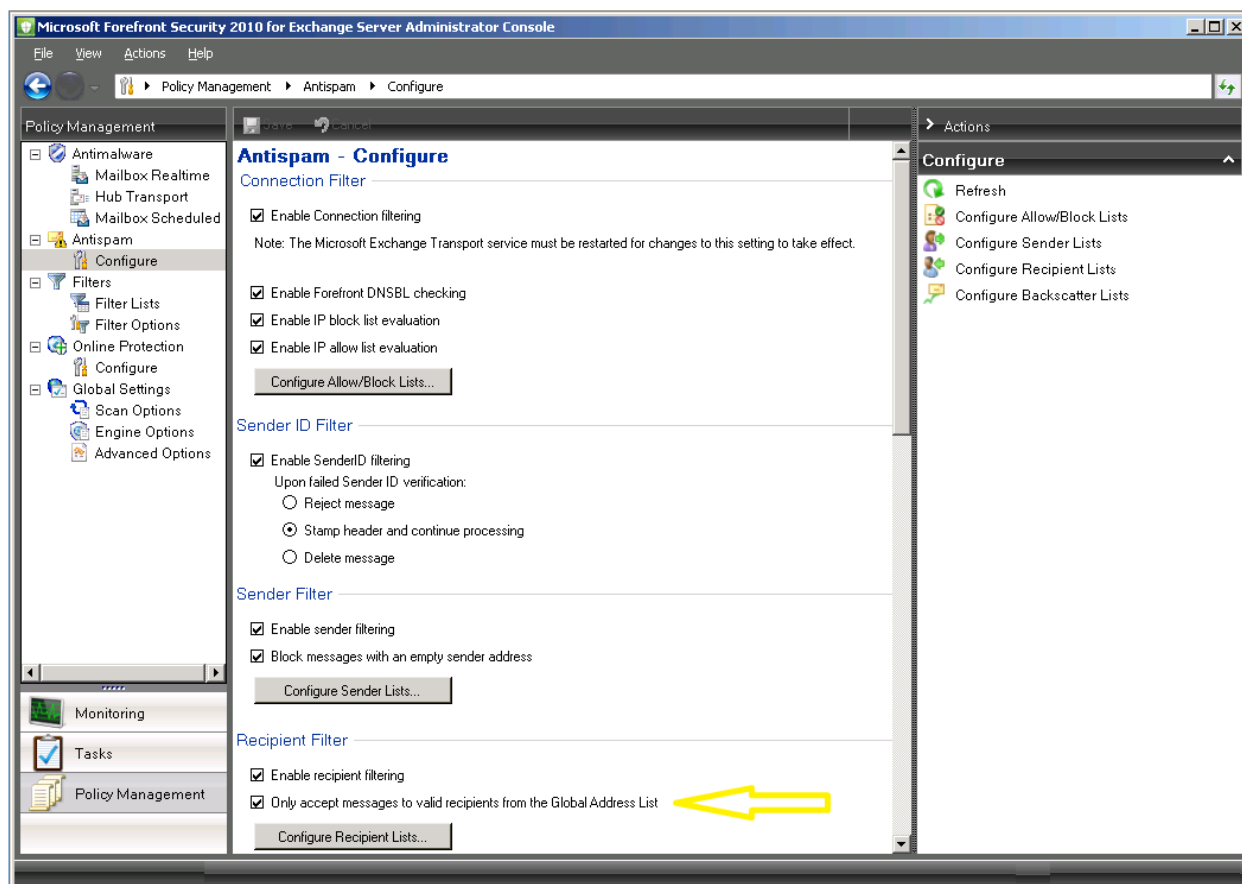 Microsoft Forefront Security 2010 for Exchange Server Administrator Console
File View Actions Help
Policy Management Antispam Configure
Policy Management
Antimalware
Mailbox Realtime
Hub Transport
Mailbox Scheduled
Antispam
Configure
Filters
Filter Lists
Filter Options
Online Protection
Configure
Global Settings
Scan Options
Engine Options
Advanced Options
Monitoring
Tasks
Policy Management
Save Cancel
Antispam - Configure
Connection Filter
Enable Connection filtering
Note: The Microsoft Exchange Transport service must be restarted for changes to this setting to take effect.
Enable Forefront DNSBL checking
Enable IP block list evaluation
Enable IP allow list evaluation
Configure Allow/Block Lists...
Sender ID Filter
Enable SenderID filtering
Upon failed Sender ID verification:
Reject message
Stamp header and continue processing
Delete message
Sender Filter
Enable sender filtering
Block messages with an empty sender address
Configure Sender Lists...
Recipient Filter
Enable recipient filtering
Only accept messages to valid recipients from the Global Address List
Configure Recipient Lists...
Actions
Configure
Refresh
Configure Allow/Block Lists
Configure Sender Lists
Configure Recipient Lists
Configure Backscatter Lists